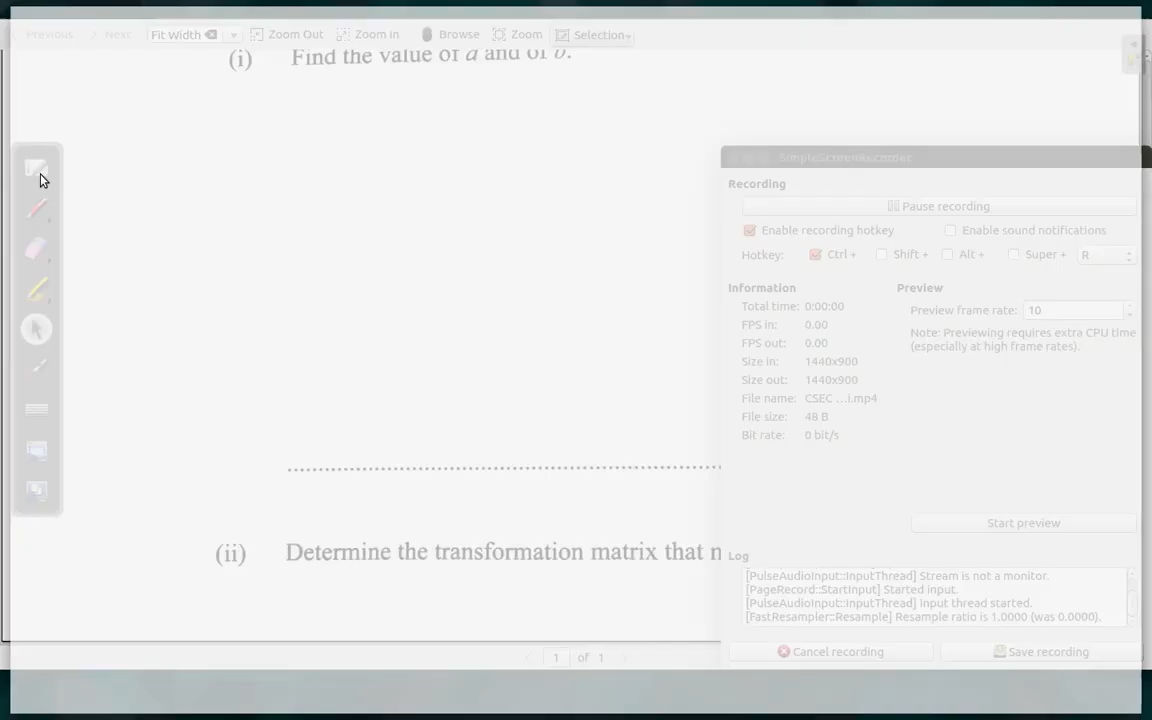 Previous Next Fit Width Zoom Out Zoom in Browse Zoom Selection
(i) Find the value of a and of b.
SimpleScreenRecorder
Recording
Pause recording
Enable recording hotkey Enable sound notifications
Hotkey: Ctrl + Shift + Alt + Super + R
Information Preview
Total time: 0:00:00
Preview frame rate: 10
FPS in: 0.00
FPS out: 0.00
Note: Previewing requires extra CPU time
(especially at high frame rates).
Size in: 1440x900
Size out: 1440x900
File name: CSEC ...i.mp4
File size: 48 B
Bit rate: 0 bit/s
Start preview
(ii) Determine the transformation matrix that
Log
[PulseAudioInput::InputThread] Stream is not a monitor.
[PageRecord::StartInput] Started input.
[PulseAudioInput::InputThread] Input thread started.
[FastResampler::Resample] Resample ratio is 1.0000 (was 0.0000).
Cancel recording Save recording
1 of 1